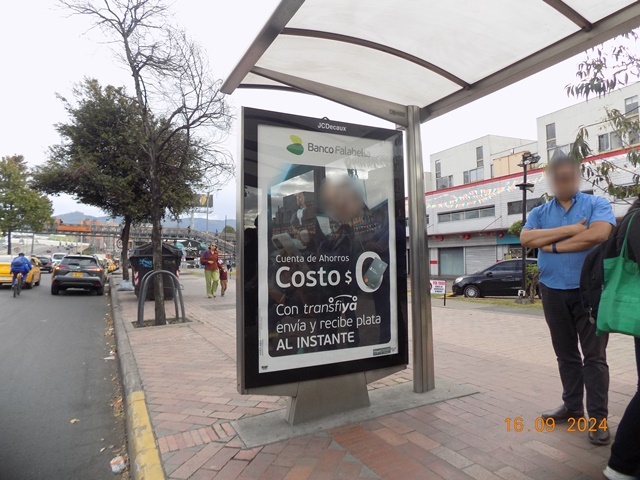 JCDecaux
Banco Falabella
Cuenta de Ahorros
Costo $0
Con transfiYa
envía y recibe plata
AL INSTANTE
16.09.2024